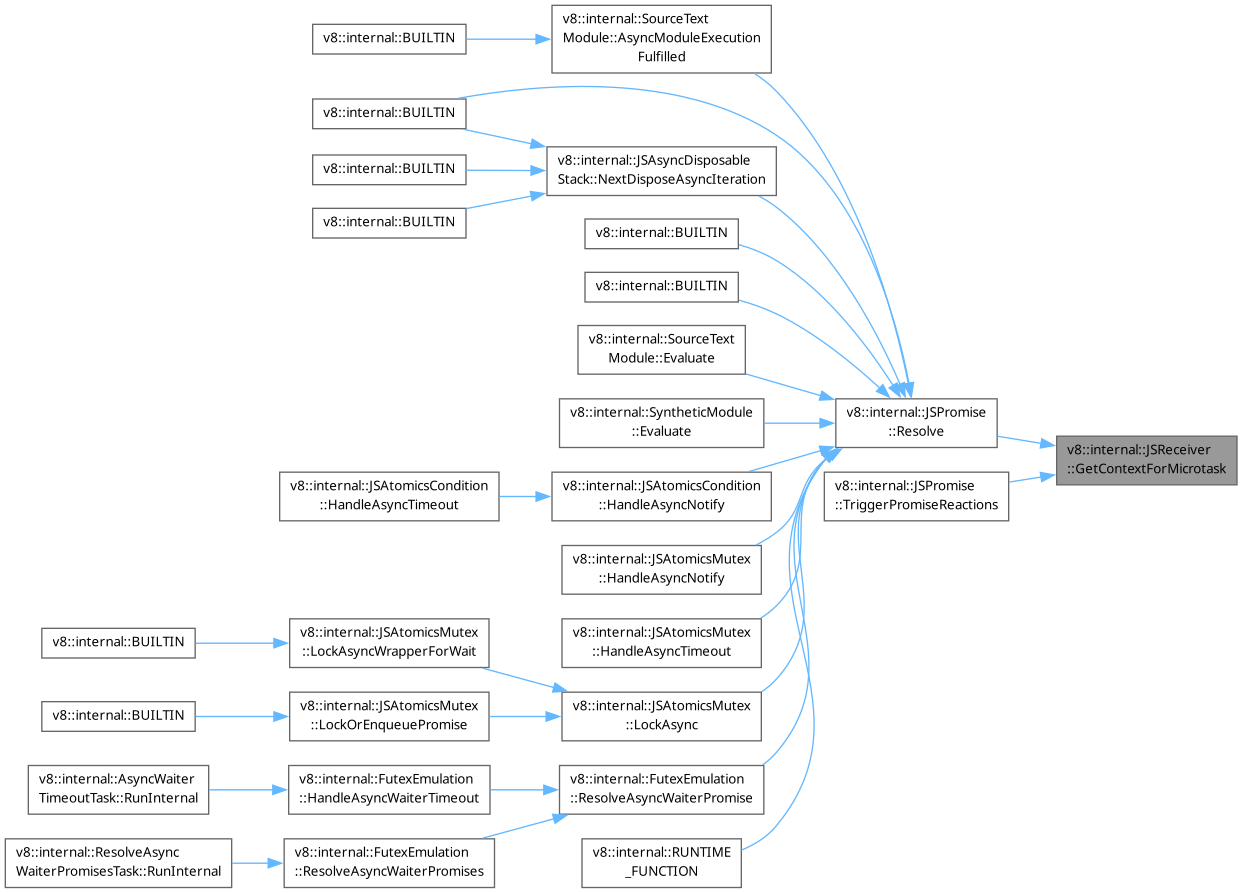 v8::internal::SourceText
Module::AsyncModuleExecution
Fulfilled
v8::internal::BUILTIN
v8::internal::BUILTIN
v8::internal::JSAsyncDisposable
Stack::NextDisposeAsyncIteration
v8::internal::BUILTIN
v8::internal::BUILTIN
v8::internal::BUILTIN
v8::internal::BUILTIN
v8::internal::SourceText
Module::Evaluate
v8::internal::SyntheticModule
::Evaluate
v8::internal::JSPromise
::Resolve
v8::internal::JSReceiver
::GetContextForMicrotask
v8::internal::JSPromise
::TriggerPromiseReactions
v8::internal::JSAtomicsCondition
::HandleAsyncTimeout
v8::internal::JSAtomicsCondition
::HandleAsyncNotify
v8::internal::JSAtomicsMutex
::HandleAsyncNotify
v8::internal::JSAtomicsMutex
::HandleAsyncTimeout
v8::internal::BUILTIN
v8::internal::JSAtomicsMutex
::LockAsyncWrapperForWait
v8::internal::BUILTIN
v8::internal::JSAtomicsMutex
::LockOrEnqueuePromise
v8::internal::JSAtomicsMutex
::LockAsync
v8::internal::AsyncWaiter
TimeoutTask::RunInternal
v8::internal::FutexEmulation
::HandleAsyncWaiterTimeout
v8::internal::FutexEmulation
::ResolveAsyncWaiterPromise
v8::internal::ResolveAsync
WaiterPromisesTask::RunInternal
v8::internal::FutexEmulation
::ResolveAsyncWaiterPromises
v8::internal::RUNTIME
_FUNCTION